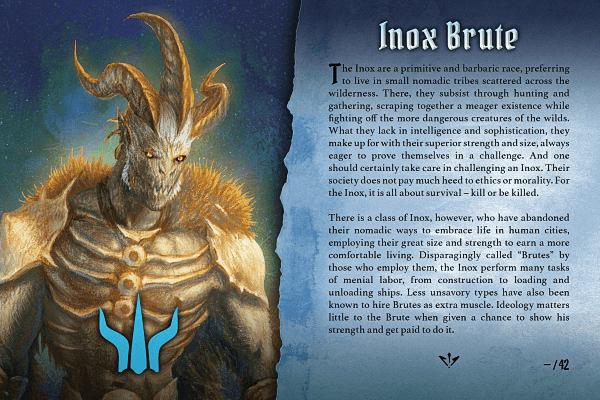 Inox Brute
The Inox are a primitive and barbaric race, preferring
to live in small nomadic tribes scattered across the
wilderness. There, they subsist through hunting and
gathering, scraping together a meager existence while
fighting off the more dangerous creatures of the wilds.
What they lack in intelligence and sophistication, they
make up for with their superior strength and size, always
eager to prove themselves in a challenge. And one
should certainly take care in challenging an Inox. Their
society does not pay much heed to ethics or morality. For
the Inox, it is all about survival – kill or be killed.
There is a class of Inox, however, who have abandoned
their nomadic ways to embrace life in human cities,
employing their great size and strength to earn a more
comfortable living. Disparagingly called “Brutes” by
those who employ them, the Inox perform many tasks
of menial labor, from construction to loading and
unloading ships. Less unsavory types have also been
known to hire Brutes as extra muscle. Ideology matters
little to the Brute when given a chance to show his
strength and get paid to do it.
–/42